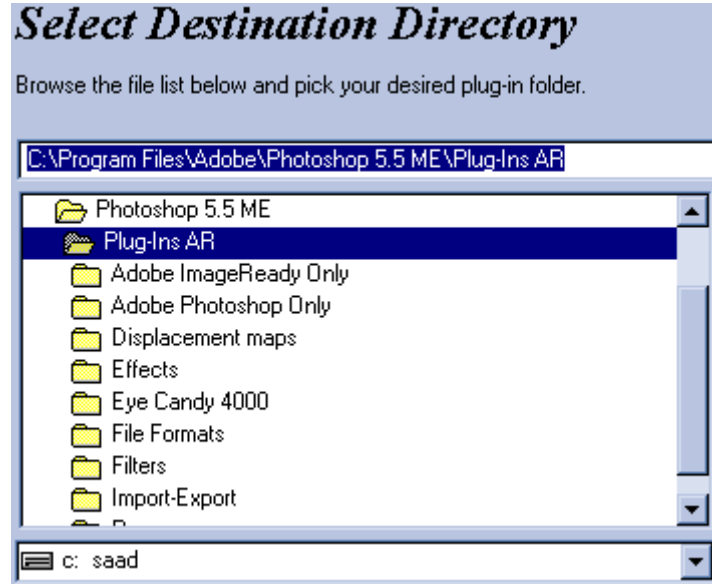 Select Destination Directory
Browse the file list below and pick your desired plug-in folder.
C:\Program Files\Adobe\Photoshop 5.5 ME\Plug-Ins AR
Photoshop 5.5 ME
Plug-Ins AR
Adobe ImageReady Only
Adobe Photoshop Only
Displacement maps
Effects
Eye Candy 4000
File Formats
Filters
Import-Export
c: saad